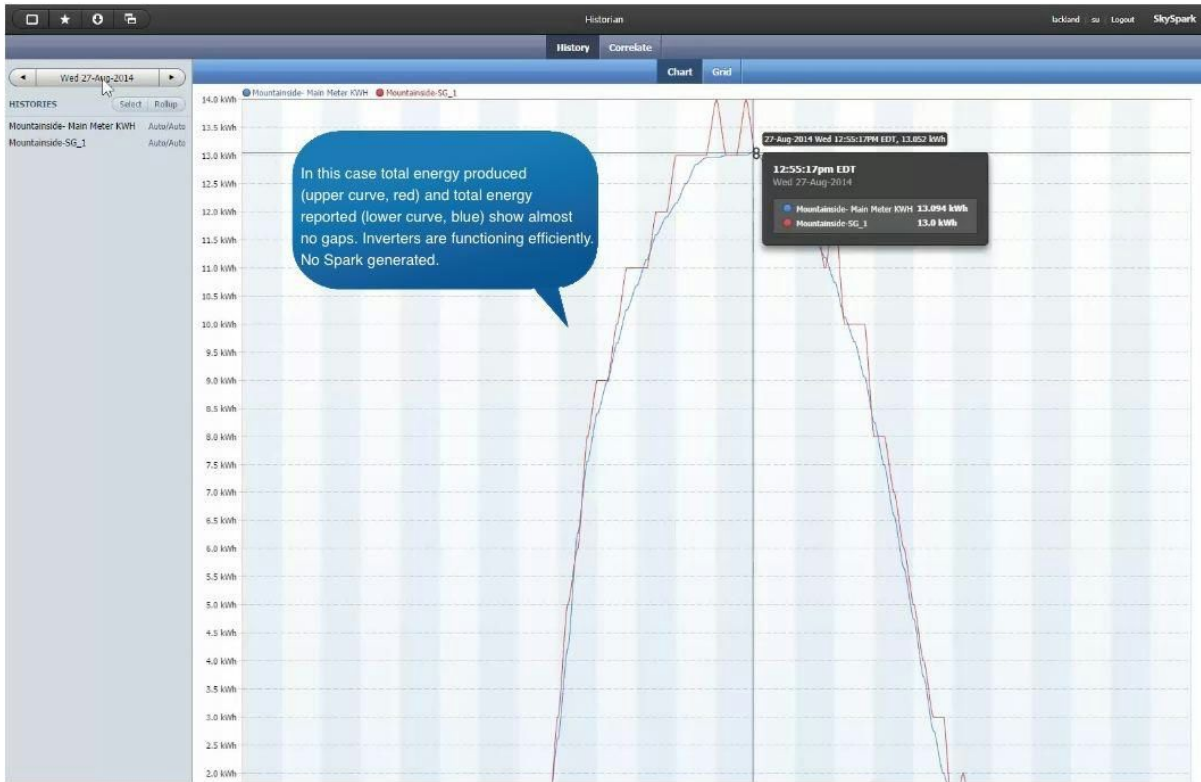 Historian
lackland su Logout SkySpark
History Correlate
Wed 27-Aug-2014
Chart Grid
HISTORIES Select Rollup
Mountainside- Main Meter KWH Auto/Auto
Mountainside-SG_1 Auto/Auto
Mountainside- Main Meter KWH Mountainside-SG_1
14.0 kWh
13.5 kWh
13.0 kWh
12.5 kWh
12.0 kWh
11.5 kWh
11.0 kWh
10.5 kWh
10.0 kWh
9.5 kWh
9.0 kWh
8.5 kWh
8.0 kWh
7.5 kWh
7.0 kWh
6.5 kWh
6.0 kWh
5.5 kWh
5.0 kWh
4.5 kWh
4.0 kWh
3.5 kWh
3.0 kWh
2.5 kWh
2.0 kWh
In this case total energy produced
(upper curve, red) and total energy
reported (lower curve, blue) show almost
no gaps. Inverters are functioning efficiently.
No Spark generated.
27-Aug-2014 Wed 12:55:17PM EDT, 13.052 kWh
12:55:17pm EDT
Wed 27-Aug-2014
Mountainside- Main Meter KWH 13.094 kWh
Mountainside-SG_1 13.0 kWh